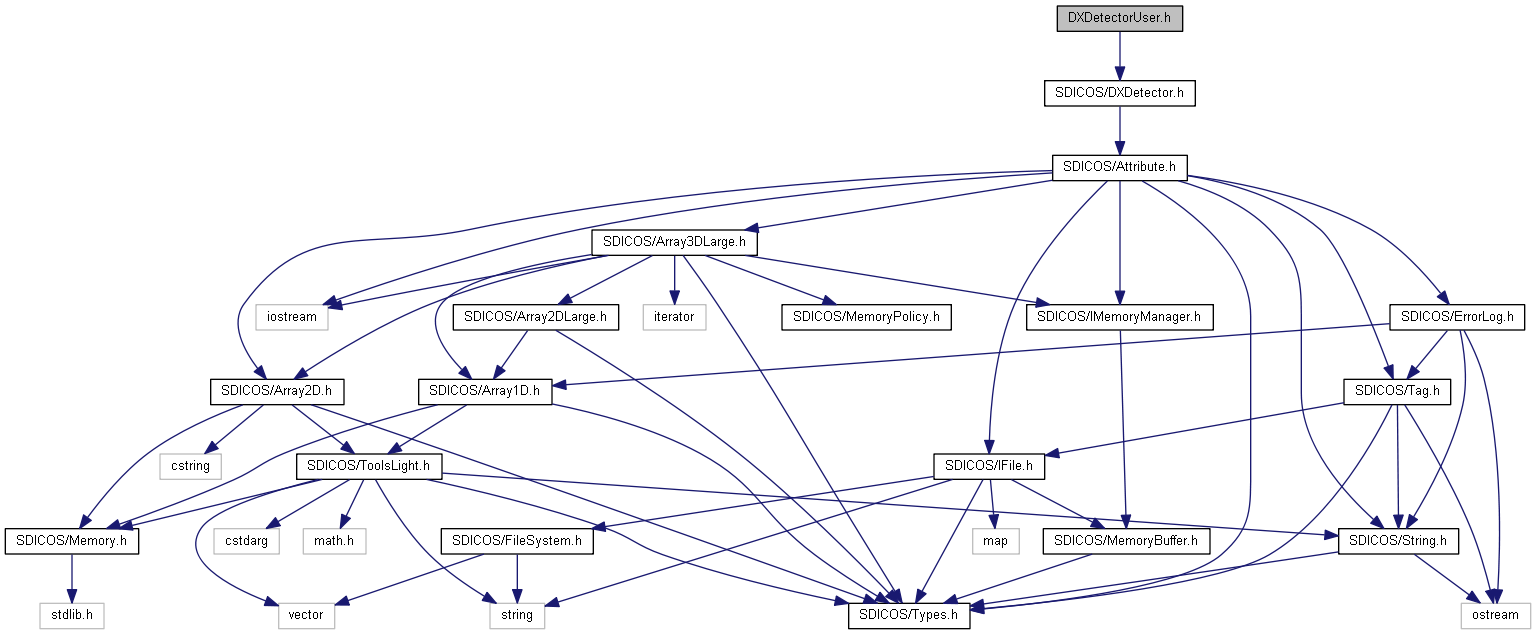 DXDetectorUser.h
SDICOS/DXDetector.h
SDICOS/Attribute.h
SDICOS/Array3DLarge.h
iostream
SDICOS/Array2DLarge.h
iterator
SDICOS/MemoryPolicy.h
SDICOS/IMemoryManager.h
SDICOS/ErrorLog.h
SDICOS/Array2D.h
SDICOS/Array1D.h
SDICOS/Tag.h
cstring
SDICOS/ToolsLight.h
SDICOS/IFile.h
SDICOS/Memory.h
cstdarg
math.h
SDICOS/FileSystem.h
map
SDICOS/MemoryBuffer.h
SDICOS/String.h
stdlib.h
vector
string
SDICOS/Types.h
ostream